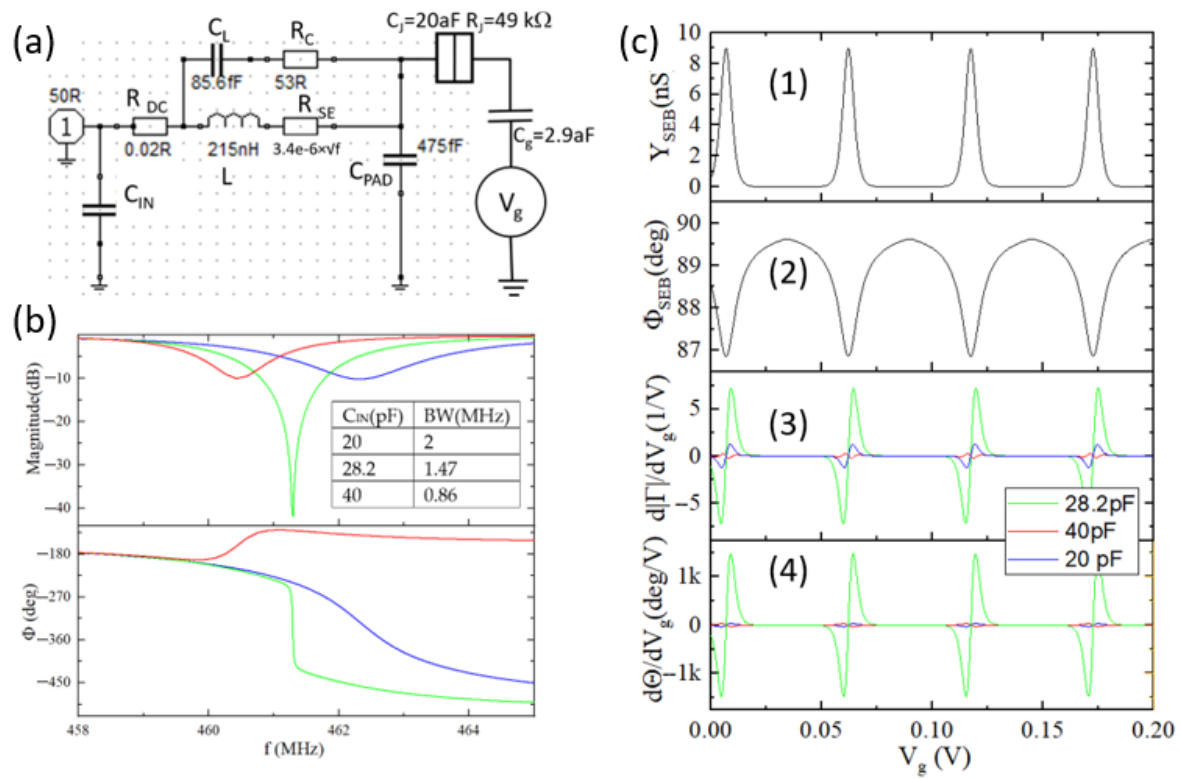 (a)
C_J=20aF R_J=49 kΩ
C_L
R_C
85.6fF
53R
50R
1
R_DC
R_SE
0.02R
215nH
3.4e-6×√f
475fF
C_g=2.9aF
L
C_PAD
C_IN
V_g
(b)
Magnitude(dB)
0
−10
−20
−30
−40
C_IN(pF) BW(MHz)
20 2
28.2 1.47
40 0.86
Φ (deg)
−180
−270
−360
−450
458 460 462 464
f (MHz)
(c)
Y_SEB(nS)
10
8
6
4
2
0
(1)
Φ_SEB(deg)
90
89
88
87
(2)
d|Γ|/dV_g(1/V)
5
0
−5
(3)
28.2pF
40pF
20 pF
dΘ/dV_g(deg/V)
1k
0
−1k
(4)
0.00 0.05 0.10 0.15 0.20
V_g (V)